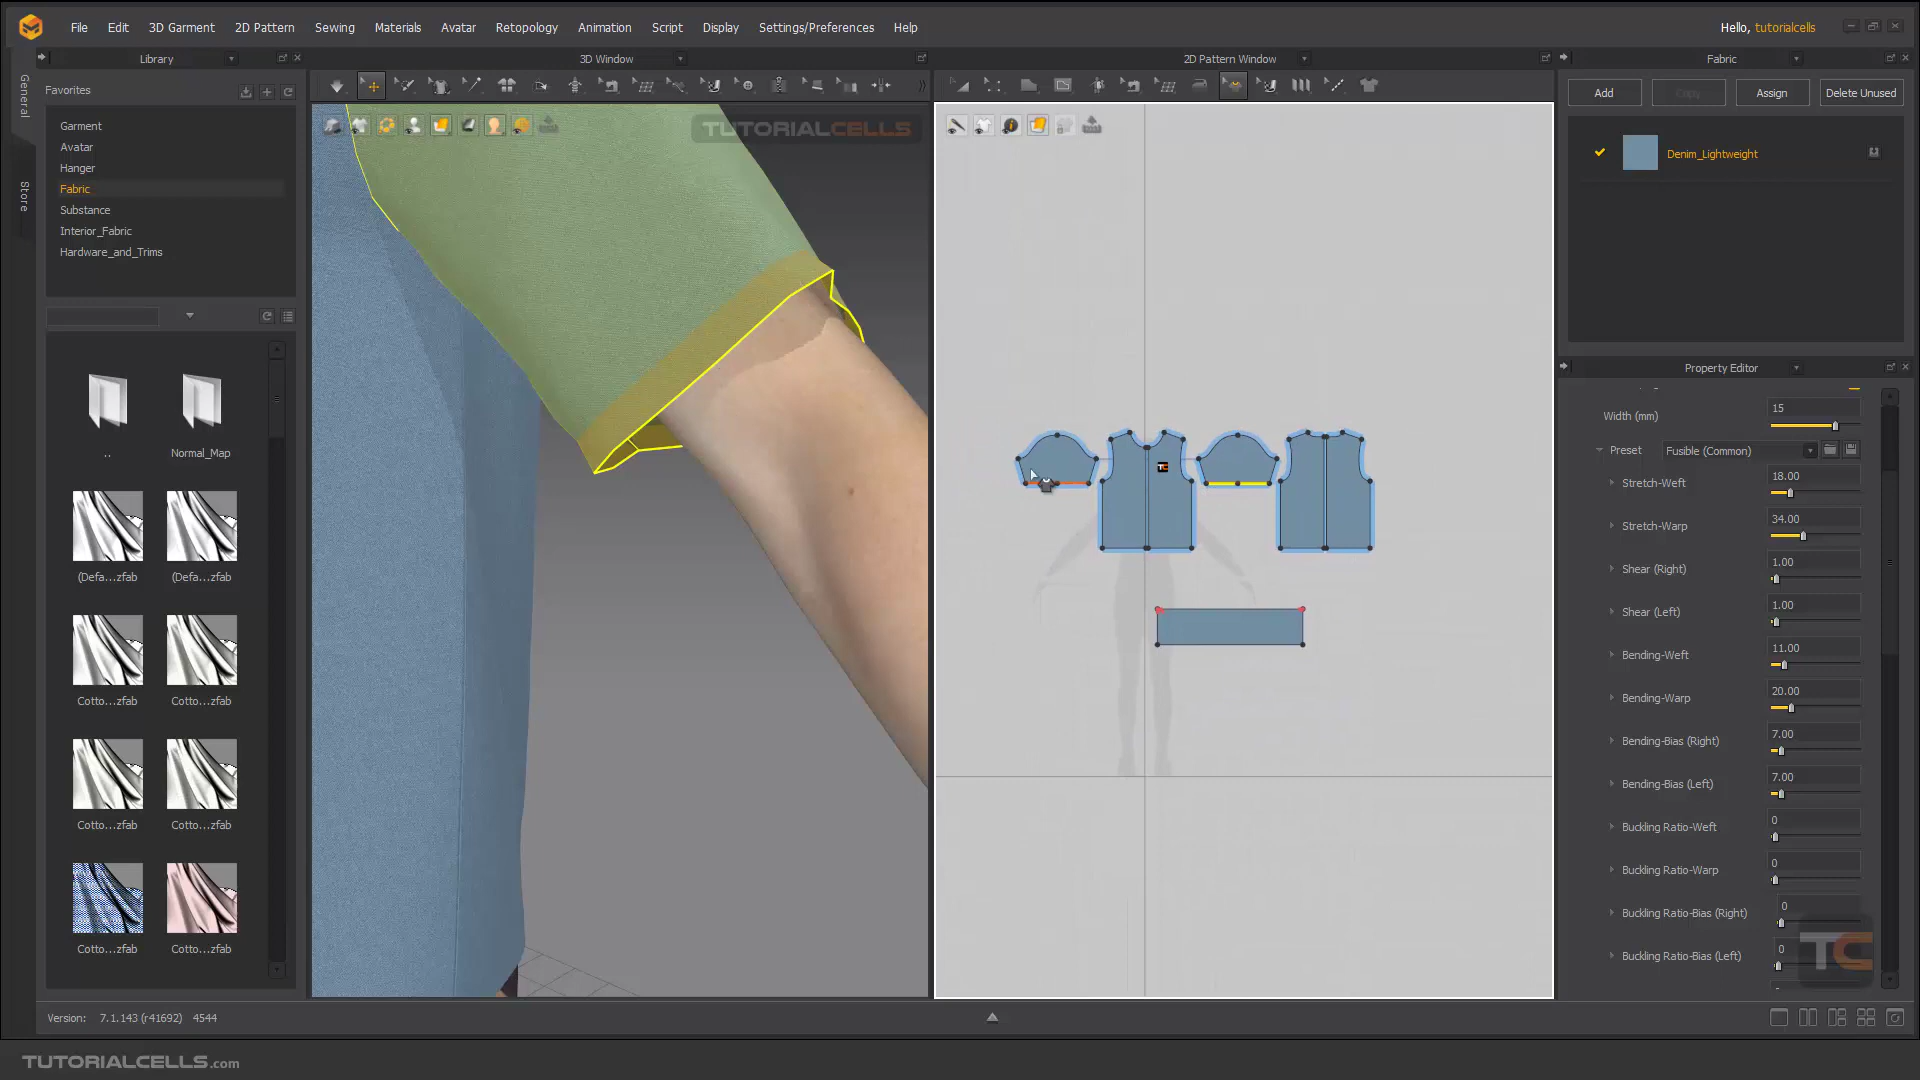 File Edit 3D Garment 2D Pattern Sewing Materials Avatar Retopology Animation Script Display Settings/Preferences Help
Hello, tutorialcells
Library
3D Window
2D Pattern Window
Fabric
General
Store
Favorites
Garment
Avatar
Hanger
Fabric
Substance
Interior_Fabric
Hardware_and_Trims
..
Normal_Map
(Defa...zfab
(Defa...zfab
Cotto...zfab
Cotto...zfab
Cotto...zfab
Cotto...zfab
Cotto...zfab
Cotto...zfab
TUTORIALCELLS
TC
Add Copy Assign Delete Unused
Denim_Lightweight
Property Editor
Width (mm) 15
Preset Fusible (Common)
Stretch-Weft 18.00
Stretch-Warp 34.00
Shear (Right) 1.00
Shear (Left) 1.00
Bending-Weft 11.00
Bending-Warp 20.00
Bending-Bias (Right) 7.00
Bending-Bias (Left) 7.00
Buckling Ratio-Weft 0
Buckling Ratio-Warp 0
Buckling Ratio-Bias (Right) 0
Buckling Ratio-Bias (Left) 0
TC
Version: 7.1.143 (r41692) 4544
TUTORIALCELLS.com